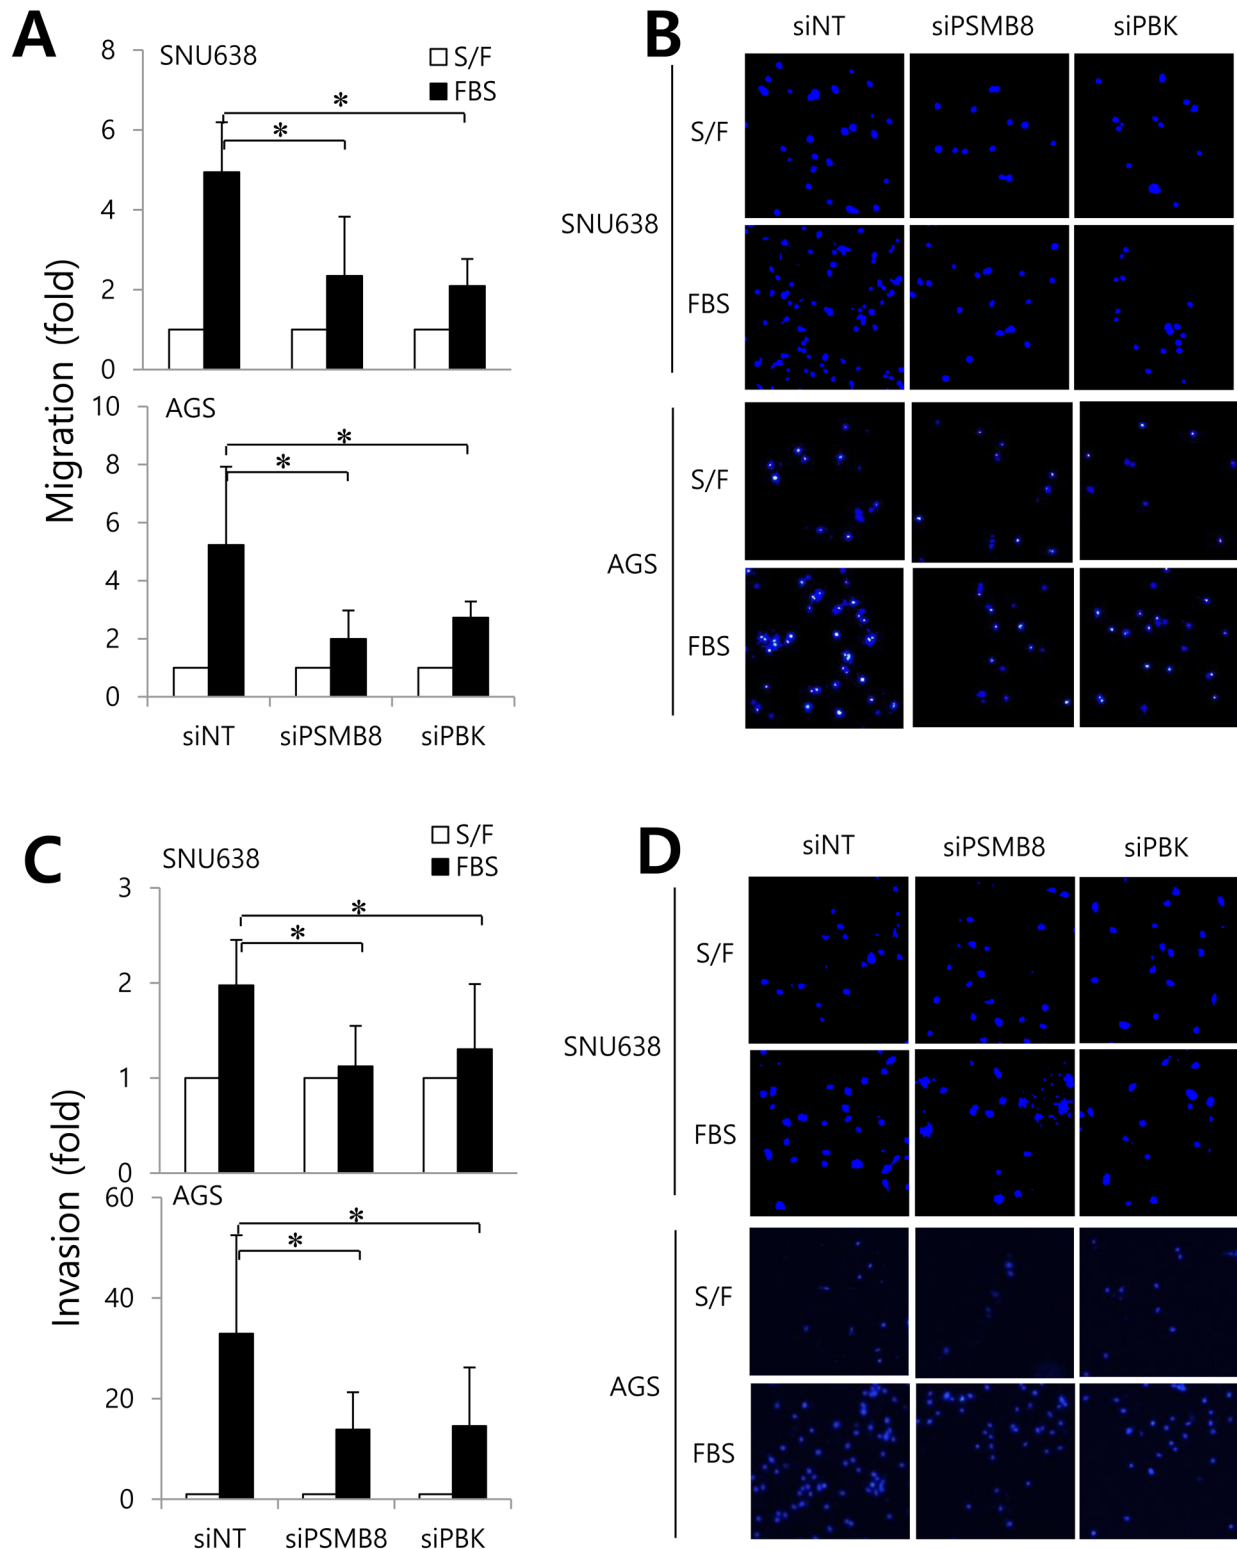 A
SNU638
S/F
FBS
8
6
4
2
0
*
*
Migration (fold)
AGS
10
8
6
4
2
0
*
*
siNT siPSMB8 siPBK
B
siNT siPSMB8 siPBK
SNU638
S/F
FBS
AGS
S/F
FBS
C
SNU638
S/F
FBS
3
2
1
0
*
*
Invasion (fold)
AGS
60
40
20
0
*
*
siNT siPSMB8 siPBK
D
siNT siPSMB8 siPBK
SNU638
S/F
FBS
AGS
S/F
FBS